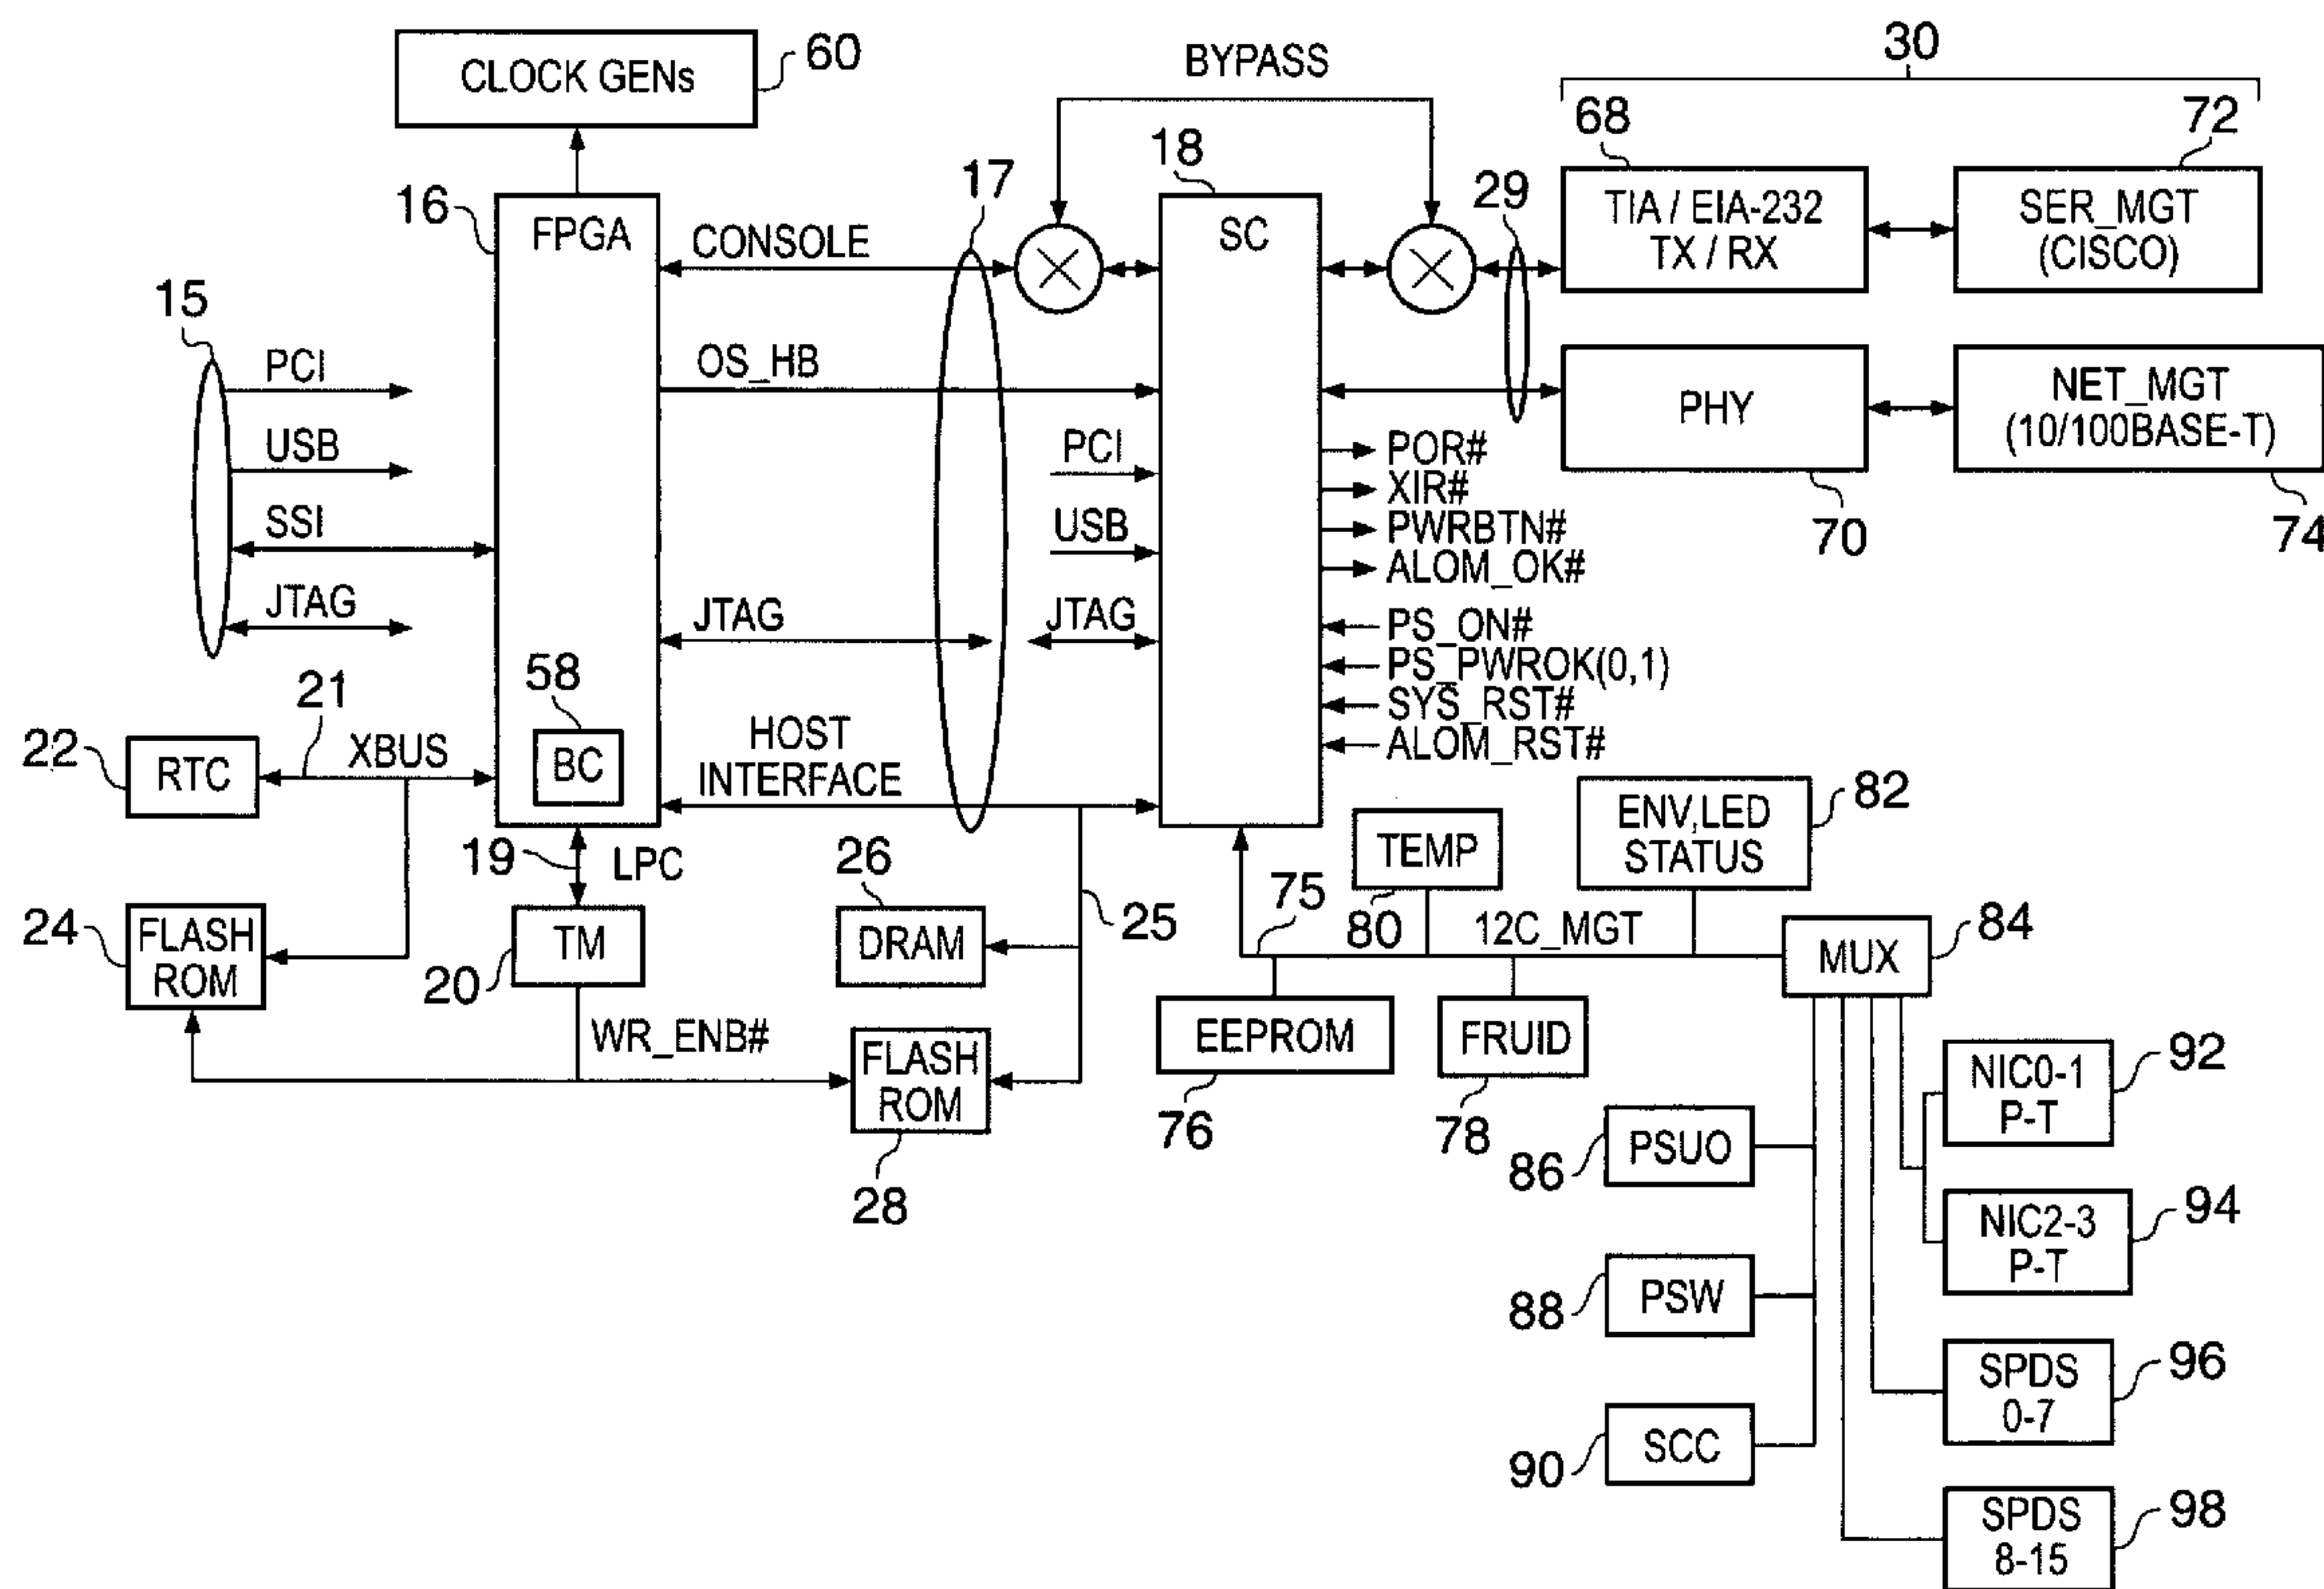 30
CLOCK GENs
60
BYPASS
68
72
18
TIA / EIA-232
TX / RX
SER_MGT
(CISCO)
16
FPGA
CONSOLE
17
SC
29
15
PCI
OS_HB
PHY
NET_MGT
(10/100BASE-T)
USB
PCI
POR#
XIR#
SSI
USB
PWRBTN#
70
74
ALOM_OK#
JTAG
JTAG
JTAG
PS_ON#
PS_PWROK(0,1)
58
SYS_RST#
21
ALOM_RST#
22
RTC
XBUS
BC
HOST
INTERFACE
ENV,LED
STATUS
82
19
LPC
26
TEMP
75
80
25
12C_MGT
84
24
FLASH
ROM
TM
DRAM
MUX
20
WR_ENB#
EEPROM
FRUID
FLASH
ROM
NIC0-1
P-T
92
76
78
28
86
PSUO
NIC2-3
P-T
94
88
PSW
SPDS
0-7
96
90
SCC
SPDS
8-15
98